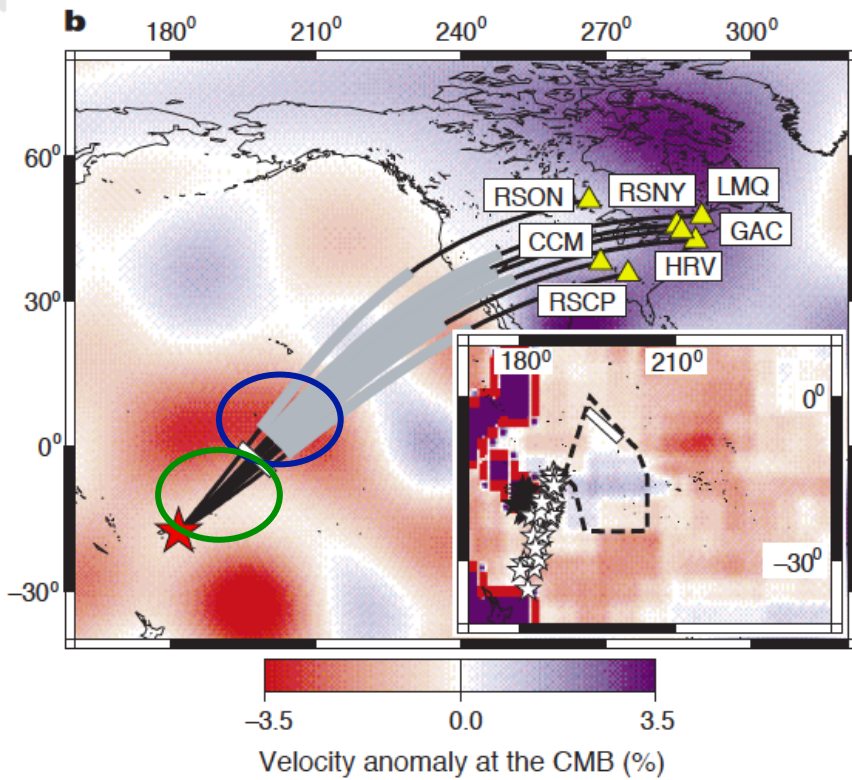 b
180⁰ 210⁰ 240⁰ 270⁰ 300⁰
60⁰
RSON RSNY LMQ
CCM GAC
HRV
30⁰
RSCP
180⁰ 210⁰
0⁰
0⁰
–30⁰
–30⁰
–3.5 0.0 3.5
Velocity anomaly at the CMB (%)